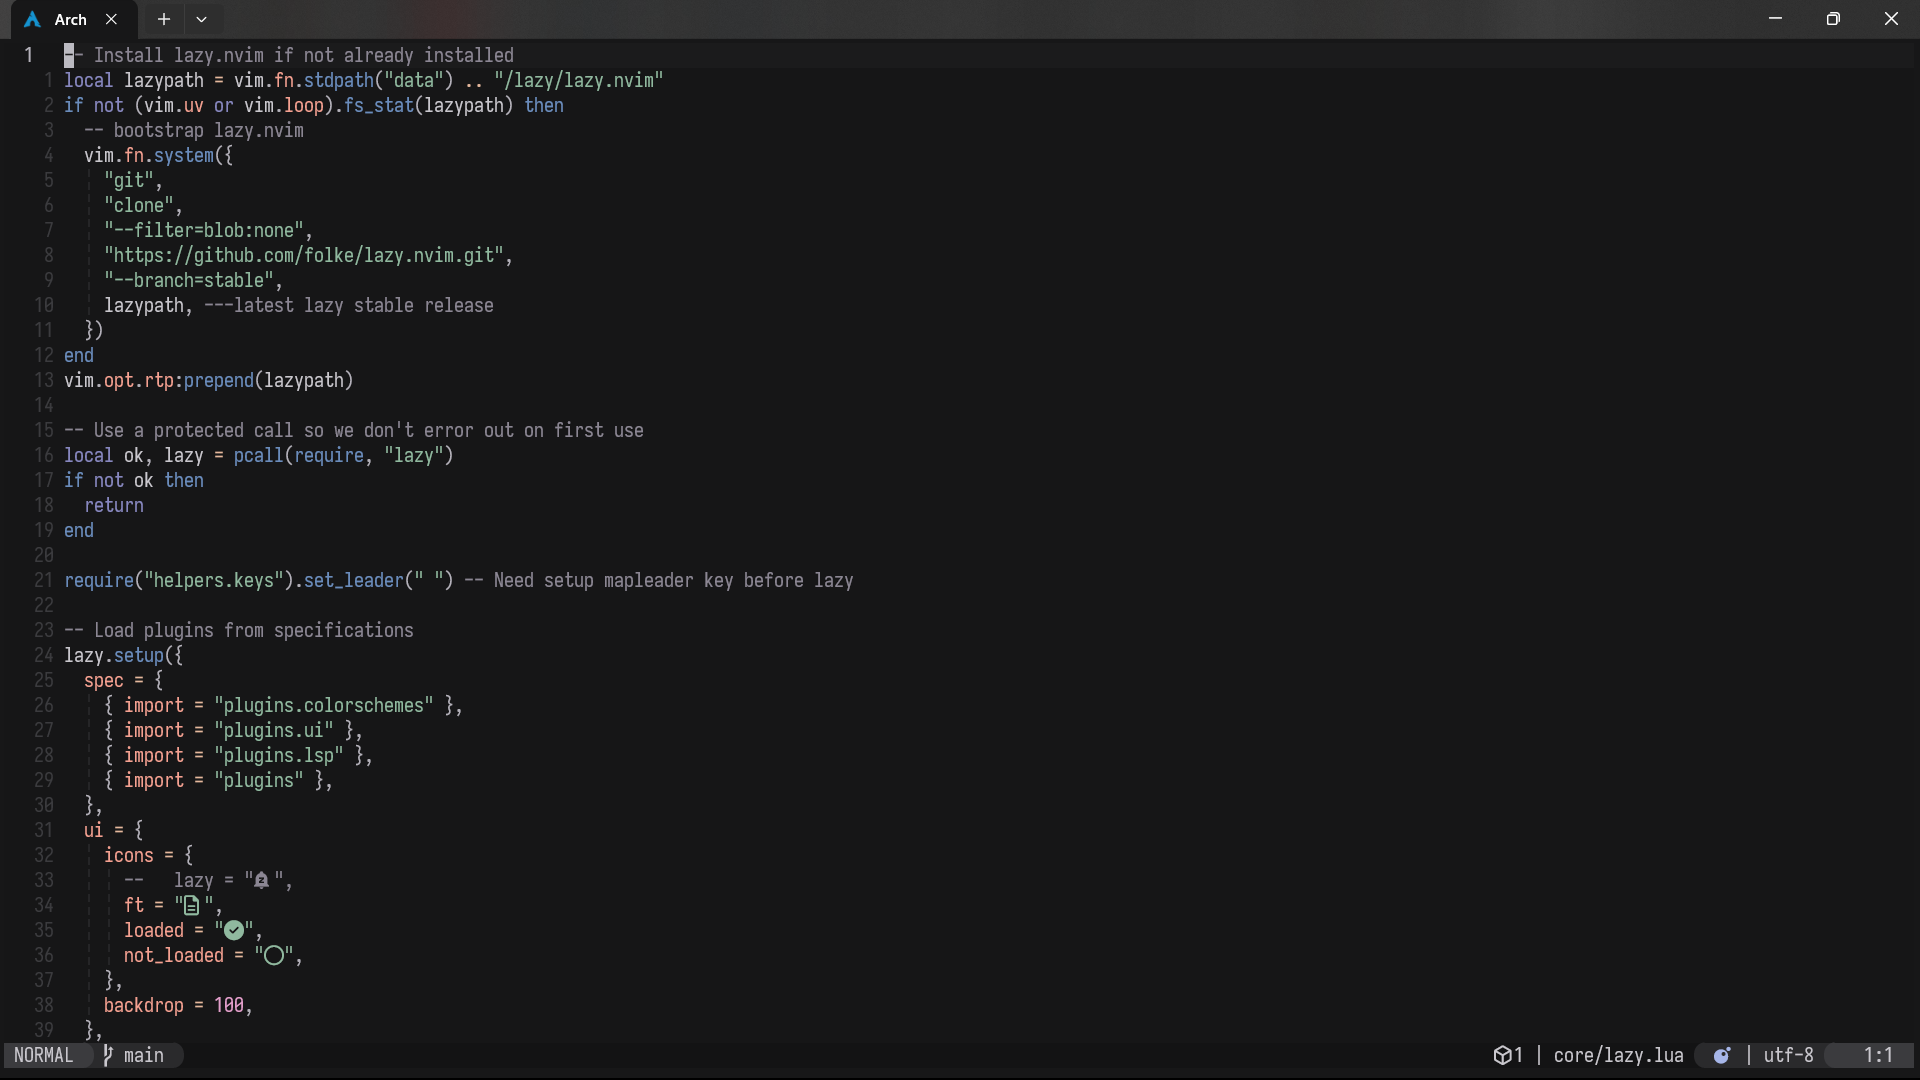 Arch
1 -- Install lazy.nvim if not already installed
1 local lazypath = vim.fn.stdpath("data") .. "/lazy/lazy.nvim"
2 if not (vim.uv or vim.loop).fs_stat(lazypath) then
3   -- bootstrap lazy.nvim
4   vim.fn.system({
5     "git",
6     "clone",
7     "--filter=blob:none",
8     "https://github.com/folke/lazy.nvim.git",
9     "--branch=stable",
10     lazypath, ---latest lazy stable release
11   })
12 end
13 vim.opt.rtp:prepend(lazypath)
14
15 -- Use a protected call so we don't error out on first use
16 local ok, lazy = pcall(require, "lazy")
17 if not ok then
18   return
19 end
20
21 require("helpers.keys").set_leader(" ") -- Need setup mapleader key before lazy
22
23 -- Load plugins from specifications
24 lazy.setup({
25   spec = {
26     { import = "plugins.colorschemes" },
27     { import = "plugins.ui" },
28     { import = "plugins.lsp" },
29     { import = "plugins" },
30   },
31   ui = {
32     icons = {
33       --   lazy = " ",
34       ft = " ",
35       loaded = "",
36       not_loaded = "",
37     },
38     backdrop = 100,
39   },
NORMAL main 1 | core/lazy.lua | utf-8 1:1